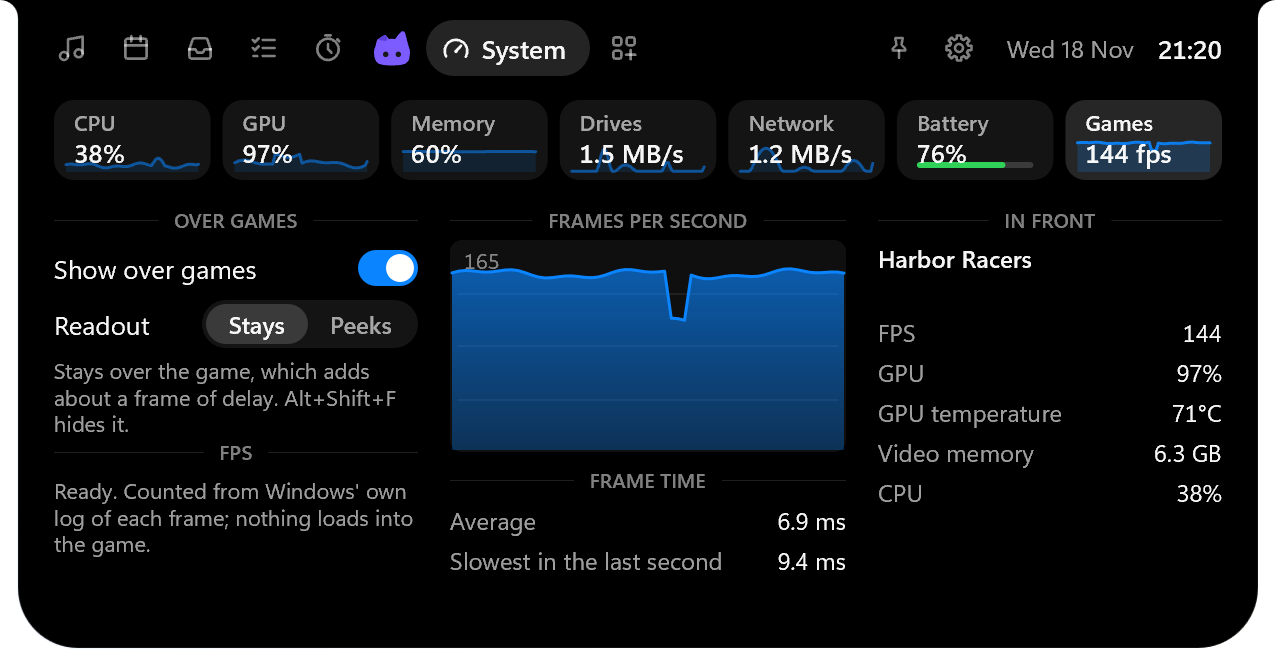 System
Wed 18 Nov 21:20
CPU
38%
GPU
97%
Memory
60%
Drives
1.5 MB/s
Network
1.2 MB/s
Battery
76%
Games
144 fps
OVER GAMES
Show over games
Readout Stays Peeks
Stays over the game, which adds
about a frame of delay. Alt+Shift+F
hides it.
FPS
Ready. Counted from Windows' own
log of each frame; nothing loads into
the game.
FRAMES PER SECOND
165
FRAME TIME
Average 6.9 ms
Slowest in the last second 9.4 ms
IN FRONT
Harbor Racers
FPS 144
GPU 97%
GPU temperature 71°C
Video memory 6.3 GB
CPU 38%